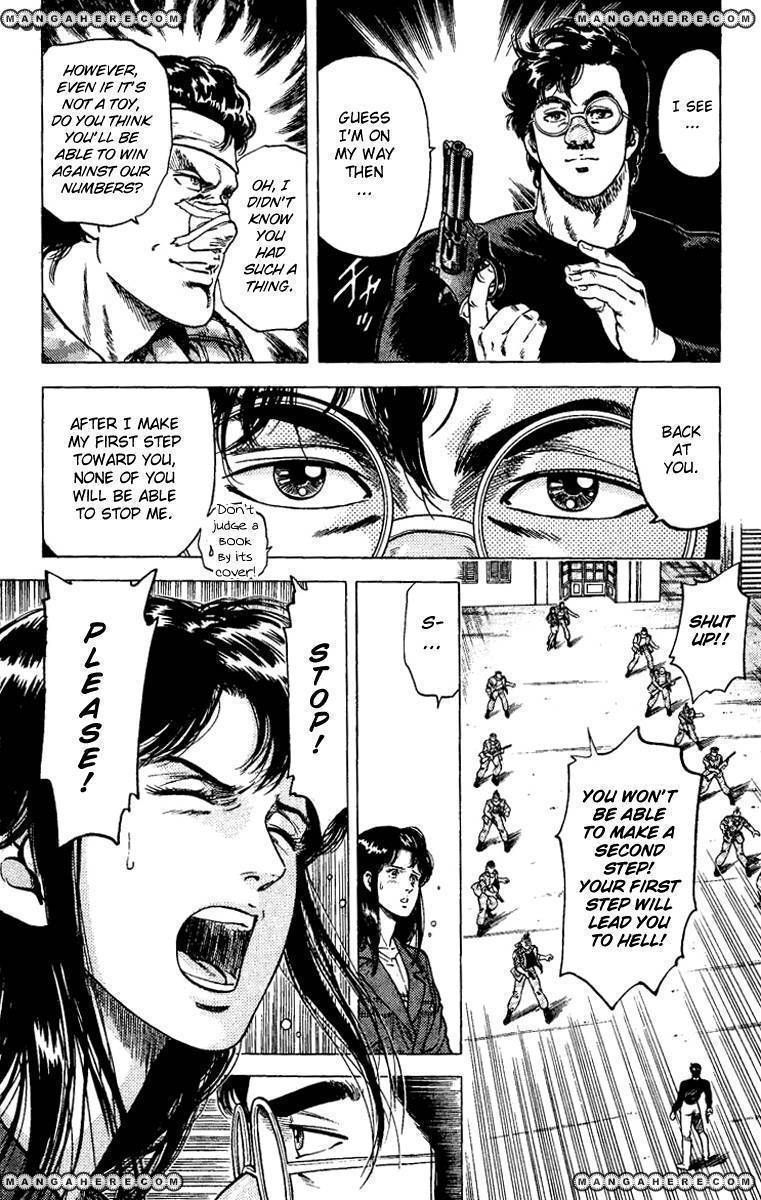 MANGAHERE.COM
MANGAHERE.COM
I SEE
...
GUESS
I'M ON
MY WAY
THEN
...
チャッ
OH, I
DIDN'T
KNOW
YOU
HAD
SUCH A
THING.
HOWEVER,
EVEN IF IT'S
NOT A TOY,
DO YOU THINK
YOU'LL BE
ABLE TO WIN
AGAINST OUR
NUMBERS?
BACK
AT
YOU.
AFTER I MAKE
MY FIRST STEP
TOWARD YOU,
NONE OF YOU
WILL BE ABLE
TO STOP ME.
Don't
judge a
Book
By its
cover!
SHUT
UP!!
YOU WON'T
BE ABLE
TO MAKE A
SECOND
STEP!
YOUR FIRST
STEP WILL
LEAD YOU
TO HELL!
S-
...
STOP!
PLEASE!
MANGAHERE.COM
MANGAHERE.COM